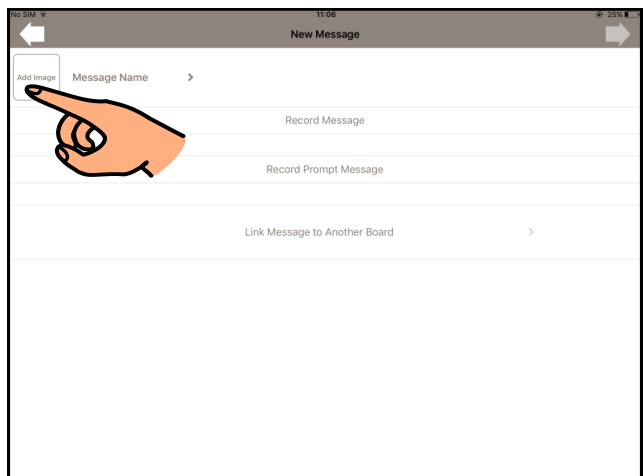 No SIM 11:06 25%
New Message
Add Image Message Name
Record Message
Record Prompt Message
Link Message to Another Board